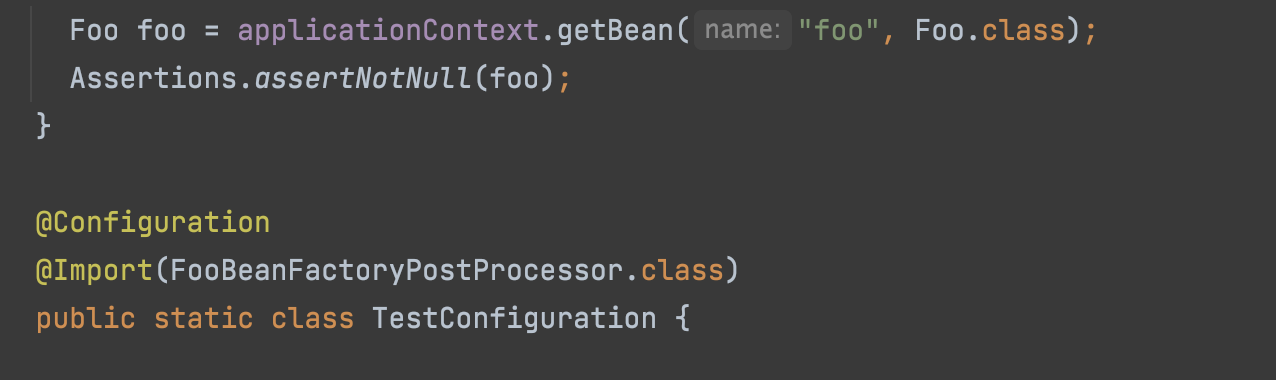 Foo foo = applicationContext.getBean( name: "foo", Foo.class);
Assertions.assertNotNull(foo);
}
@Configuration
@Import(FooBeanFactoryPostProcessor.class)
public static class TestConfiguration {